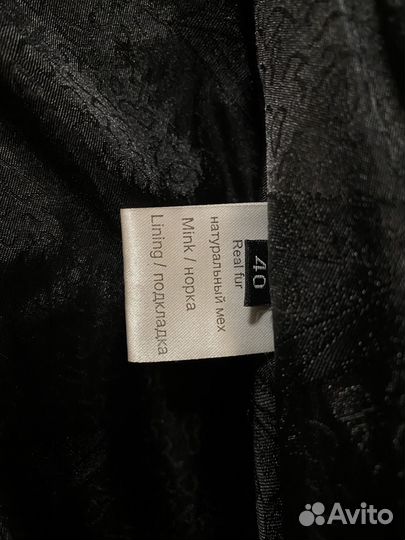 40
Real fur
натуральный мех
Mink / норка
Lining / подкладка
Avito